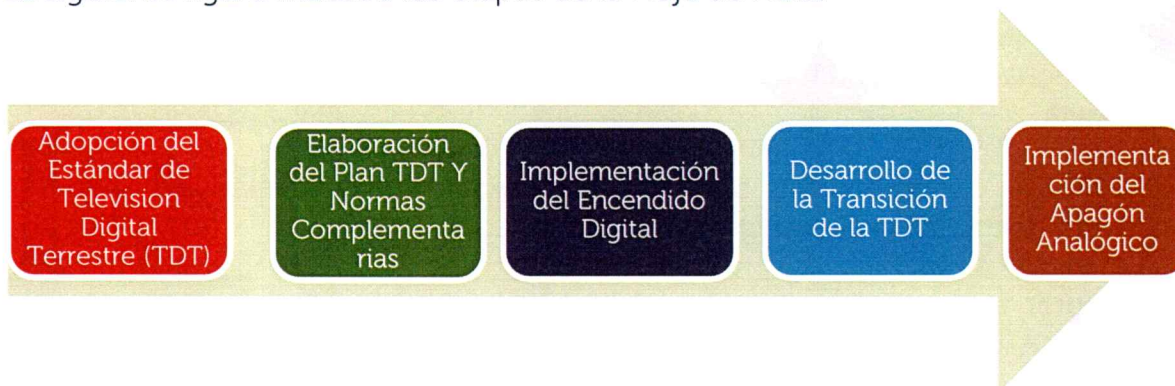 Adopción del
Estándar de
Television
Digital
Terrestre (TDT)
Elaboración
del Plan TDT Y
Normas
Complementa
rias
Implementación
del Encendido
Digital
Desarrollo de
la Transición
de la TDT
Implementa
ción del
Apagón
Analógico